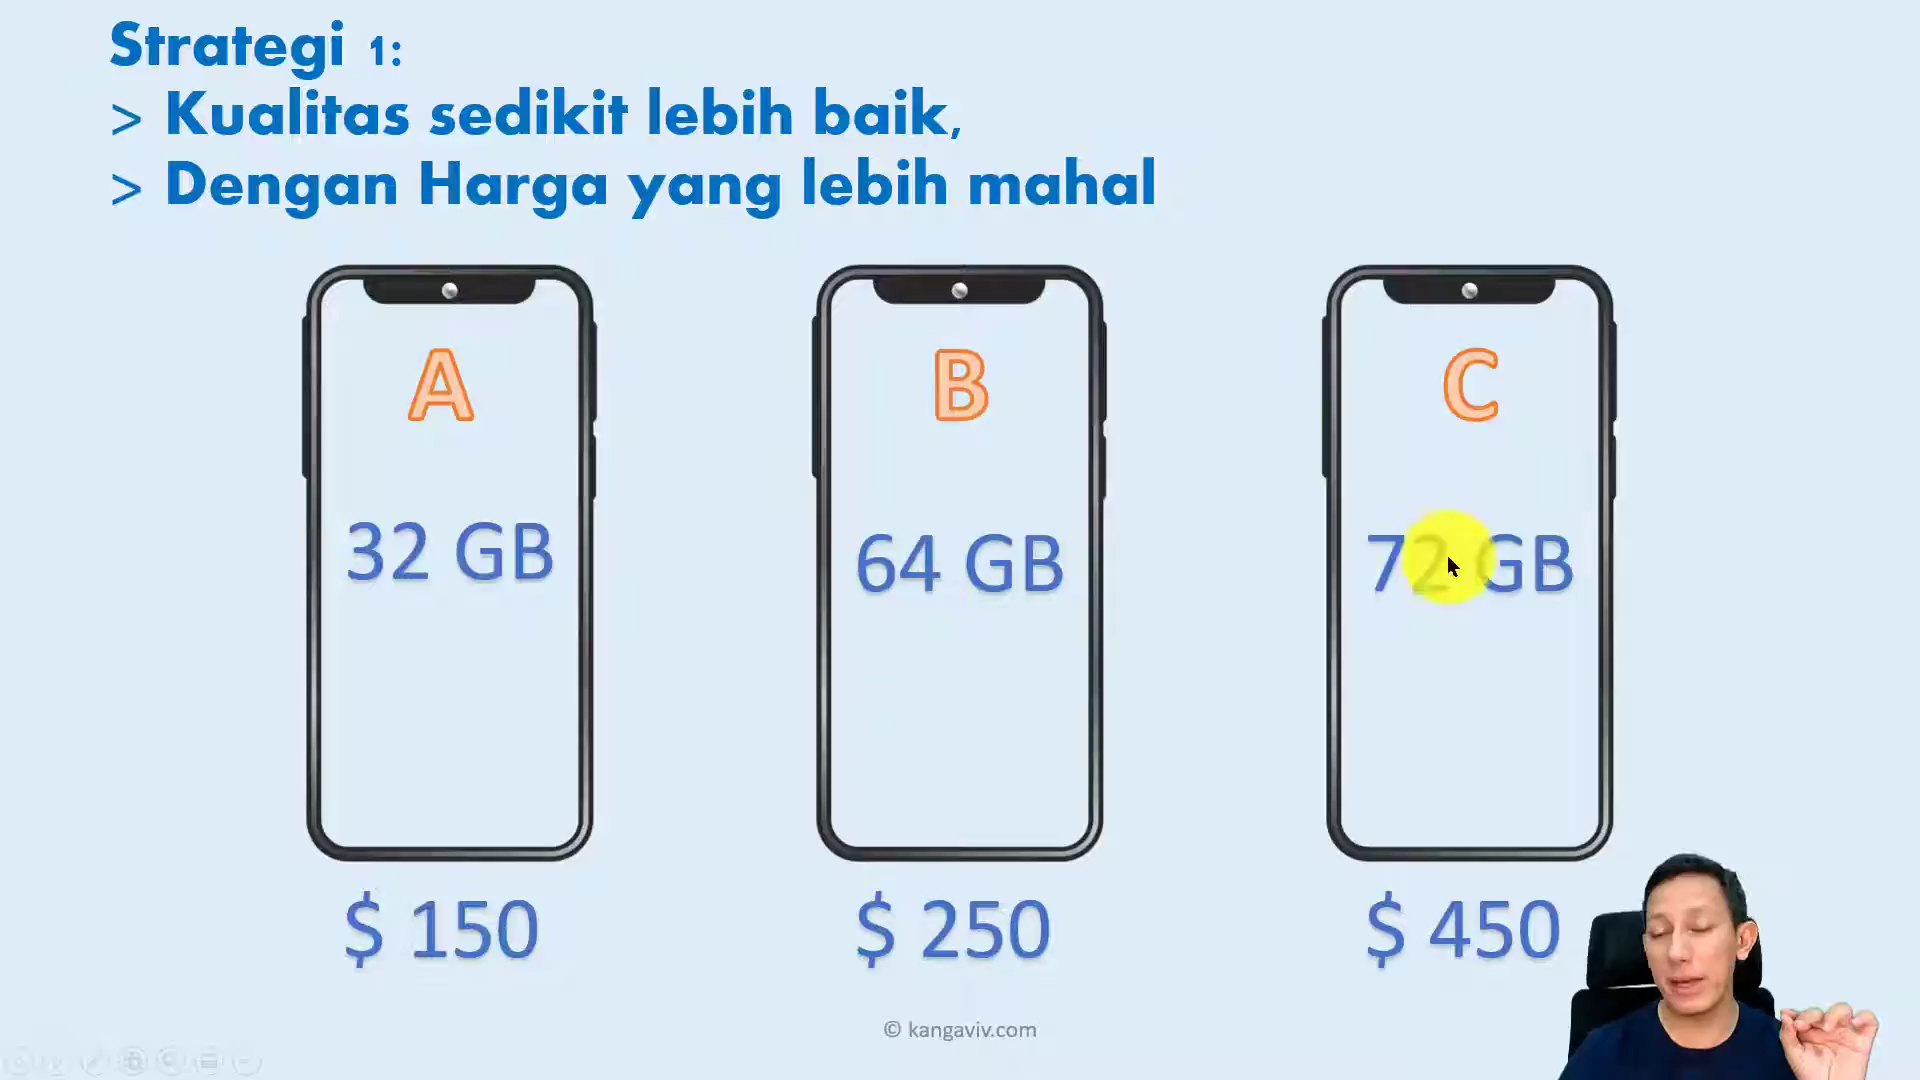 Strategi 1:
> Kualitas sedikit lebih baik,
> Dengan Harga yang lebih mahal
A
B
C
32 GB
64 GB
72 GB
$ 150
$ 250
$ 450
© kangaviv.com